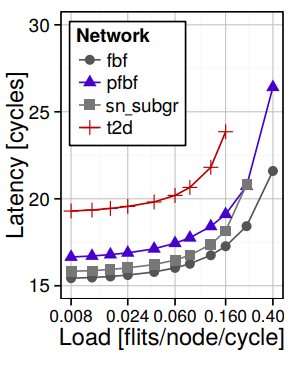 30
25
20
15
Latency [cycles]
Network
fbf
pfbf
sn_subgr
t2d
0.008 0.024 0.060 0.160 0.40
Load [flits/node/cycle]